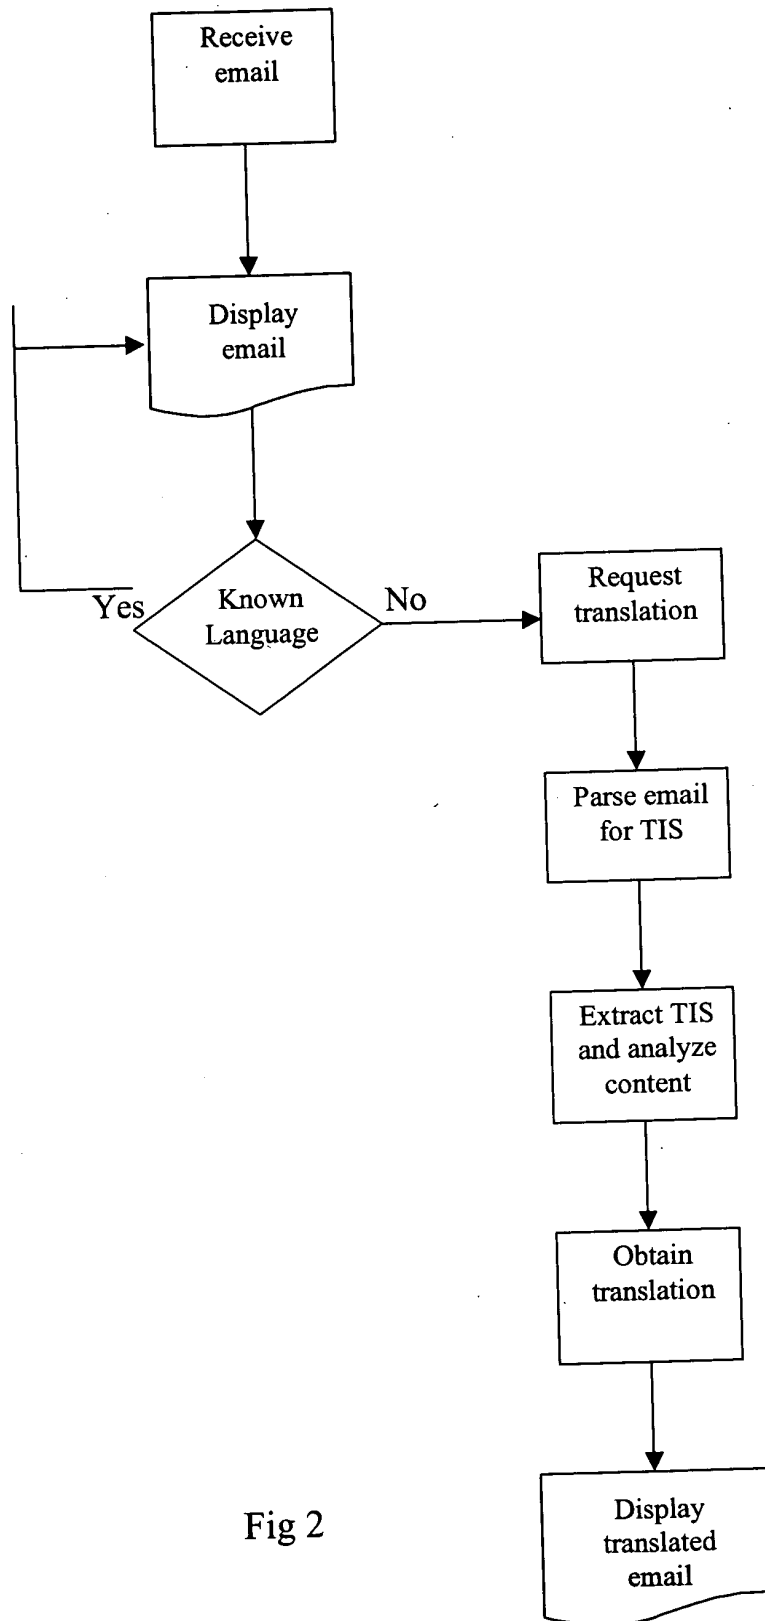 Receive
email
Display
email
Known
Language
Yes
No
Request
translation
Parse email
for TIS
Extract TIS
and analyze
content
Obtain
translation
Display
translated
email
Fig 2